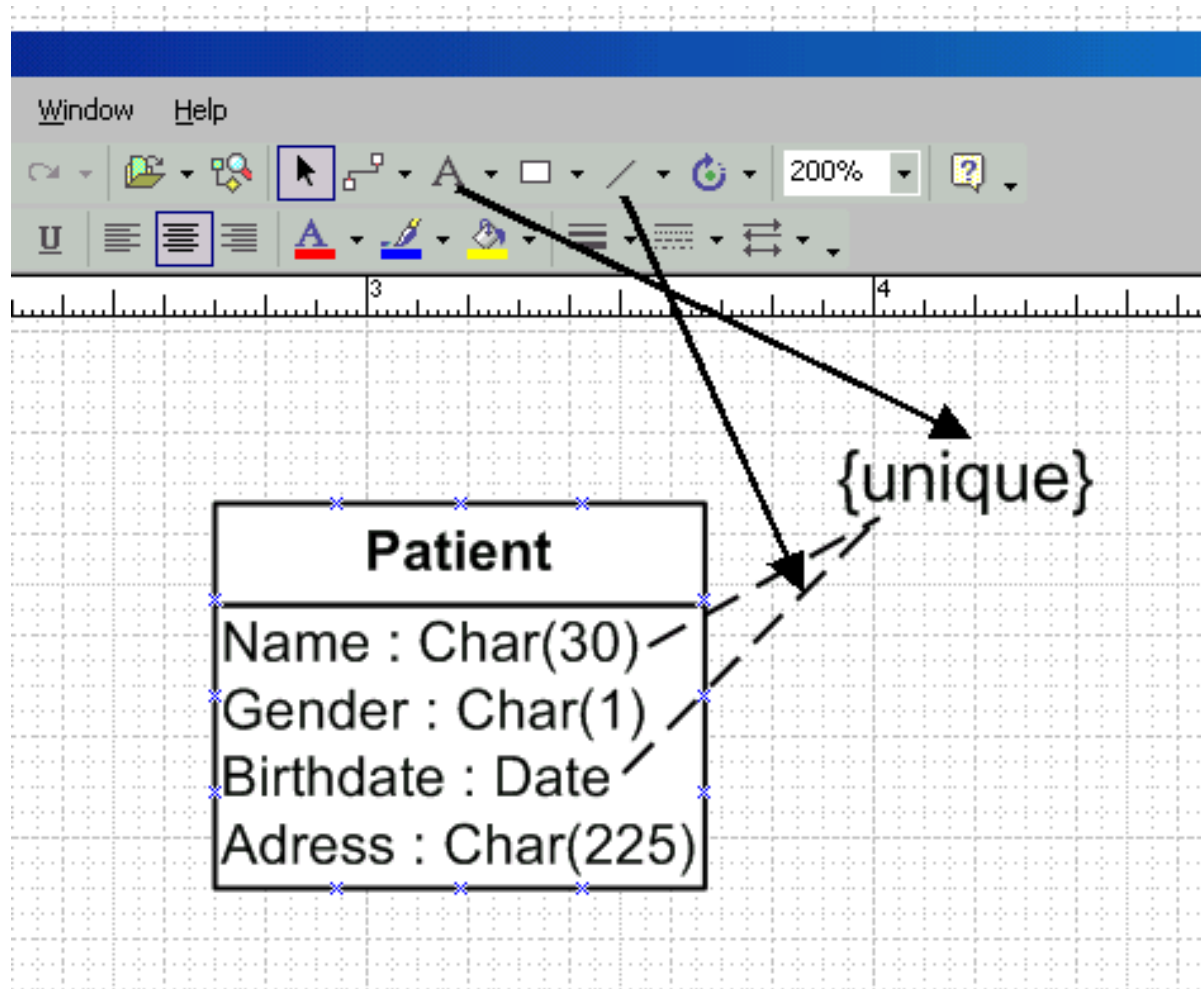 Window Help
A 200% ?
U A
3 4
{unique}
Patient
Name : Char(30)
Gender : Char(1)
Birthdate : Date
Adress : Char(225)